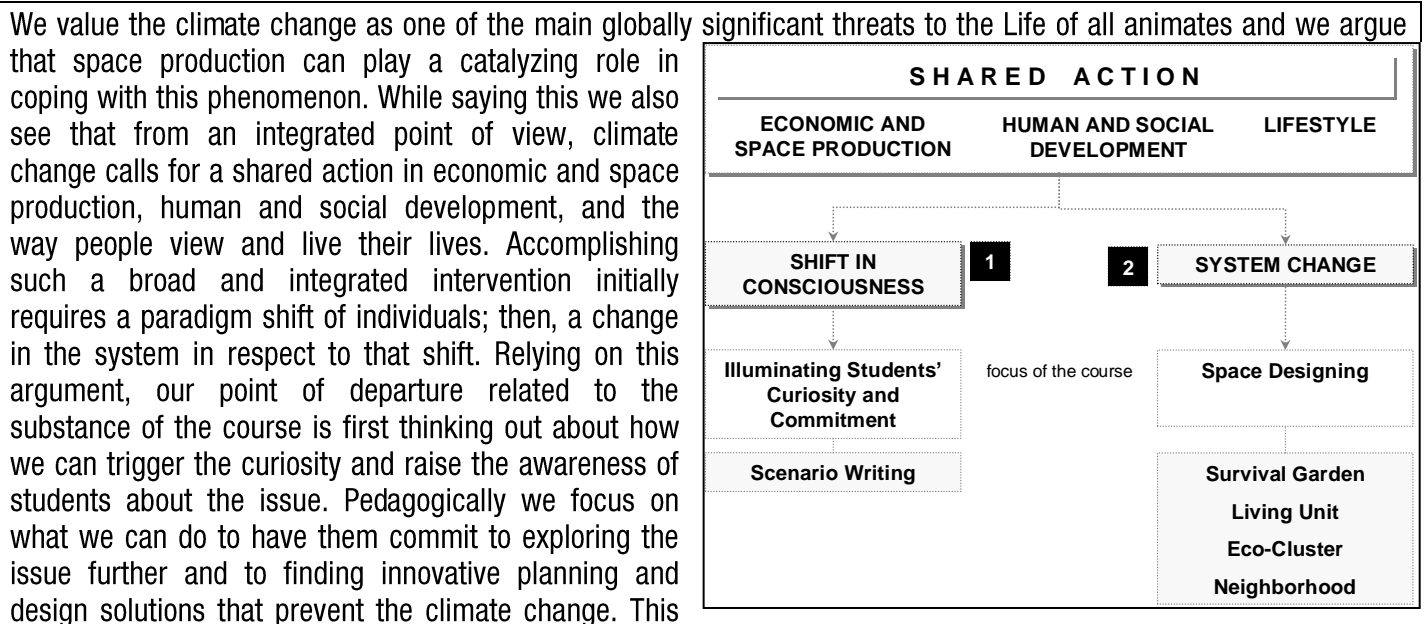 We value the climate change as one of the main globally significant threats to the Life of all animates and we argue
that space production can play a catalyzing role in
coping with this phenomenon. While saying this we also
see that from an integrated point of view, climate
change calls for a shared action in economic and space
production, human and social development, and the
way people view and live their lives. Accomplishing
such a broad and integrated intervention initially
requires a paradigm shift of individuals; then, a change
in the system in respect to that shift. Relying on this
argument, our point of departure related to the
substance of the course is first thinking out about how
we can trigger the curiosity and raise the awareness of
students about the issue. Pedagogically we focus on
what we can do to have them commit to exploring the
issue further and to finding innovative planning and
design solutions that prevent the climate change. This
SHARED ACTION
ECONOMIC AND
SPACE PRODUCTION
HUMAN AND SOCIAL
DEVELOPMENT
LIFESTYLE
SHIFT IN
CONSCIOUSNESS
1
2
SYSTEM CHANGE
Illuminating Students'
Curiosity and
Commitment
focus of the course
Space Designing
Scenario Writing
Survival Garden
Living Unit
Eco-Cluster
Neighborhood